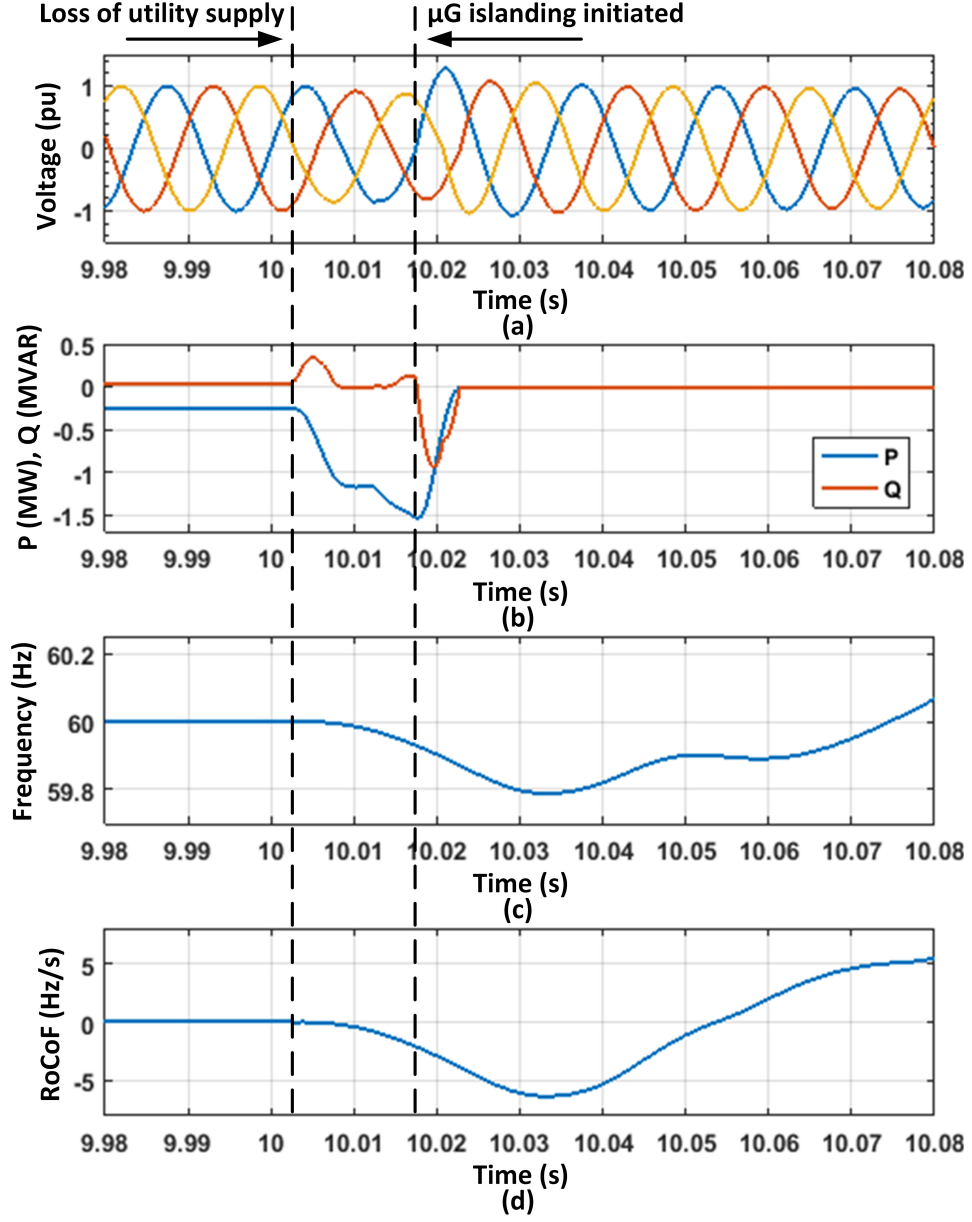 Loss of utility supply
µG islanding initiated
Voltage (pu)
1
0
-1
9.98 9.99 10 10.01 10.02 10.03 10.04 10.05 10.06 10.07 10.08
Time (s)
(a)
P (MW), Q (MVAR)
0.5
0
-0.5
-1
-1.5
P
Q
9.98 9.99 10 10.01 10.02 10.03 10.04 10.05 10.06 10.07 10.08
Time (s)
(b)
Frequency (Hz)
60.2
60
59.8
9.98 9.99 10 10.01 10.02 10.03 10.04 10.05 10.06 10.07 10.08
Time (s)
(c)
RoCoF (Hz/s)
5
0
-5
9.98 9.99 10 10.01 10.02 10.03 10.04 10.05 10.06 10.07 10.08
Time (s)
(d)